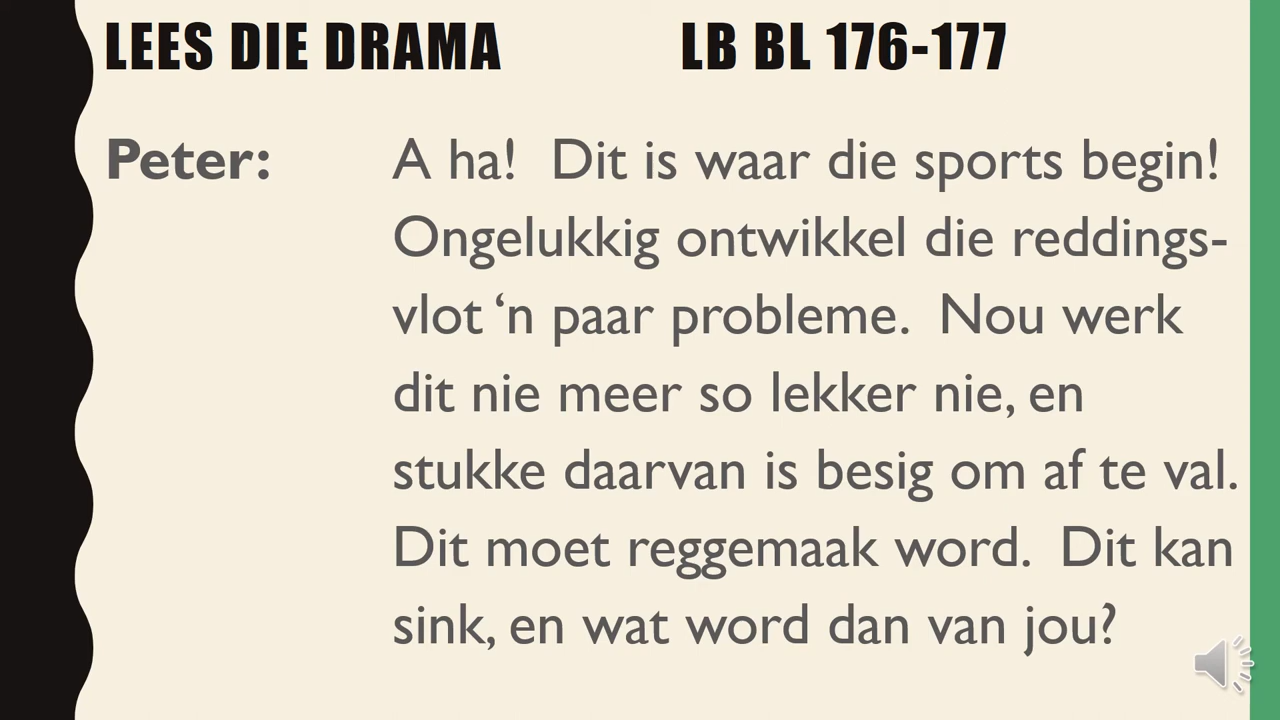 LEES DIE DRAMA LB BL 176-177
Peter: A ha! Dit is waar die sports begin!
Ongelukkig ontwikkel die reddings-
vlot ‘n paar probleme. Nou werk
dit nie meer so lekker nie, en
stukke daarvan is besig om af te val.
Dit moet reggemaak word. Dit kan
sink, en wat word dan van jou?